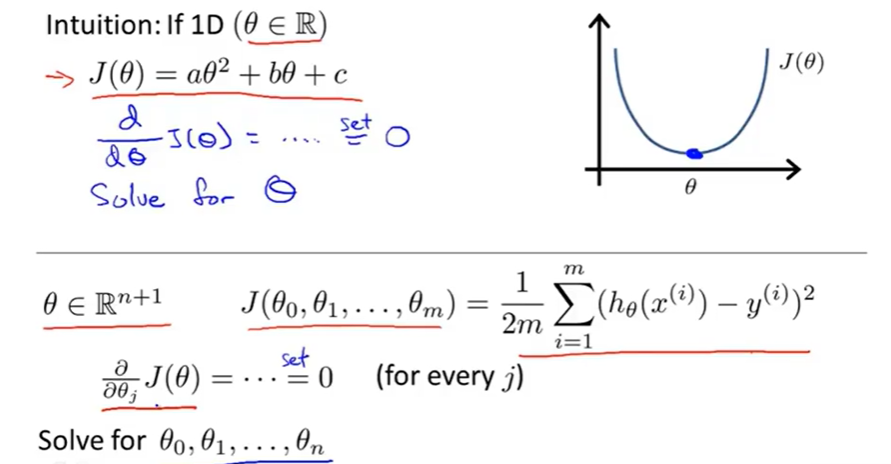 Intuition: If 1D (θ ∈ ℝ)
→ J(θ) = aθ² + bθ + c
d/dθ J(θ) = .... set = 0
Solve for θ
J(θ)
θ
θ ∈ ℝⁿ⁺¹ J(θ₀, θ₁, . . . , θₘ) = 1/2m ∑ᵢ₌₁ᵐ (h_θ(x⁽ⁱ⁾) − y⁽ⁱ⁾)²
∂/∂θⱼ J(θ) = ··· set = 0 (for every j)
Solve for θ₀, θ₁, . . . , θₙ